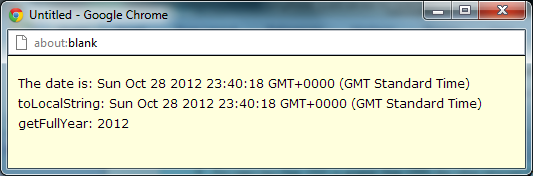 Untitled - Google Chrome
about:blank
The date is: Sun Oct 28 2012 23:40:18 GMT+0000 (GMT Standard Time)
toLocalString: Sun Oct 28 2012 23:40:18 GMT+0000 (GMT Standard Time)
getFullYear: 2012